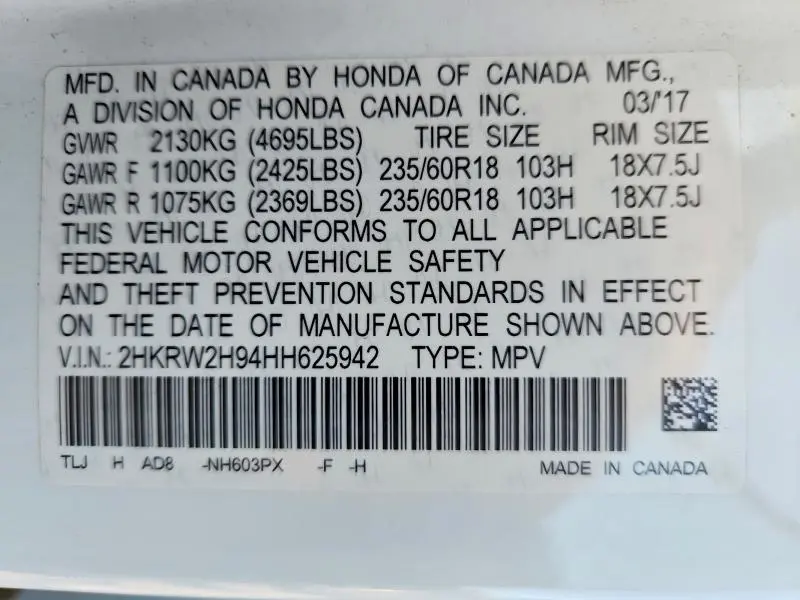 MFD. IN CANADA BY HONDA OF CANADA MFG.,
A DIVISION OF HONDA CANADA INC. 03/'17
GVWR 2130KG (4695LBS) TIRE SIZE RIM SIZE
GAWR F 1100KG (2425LBS) 235/60R18 103H 18X7.5J
GAWR R 1075KG (2369LBS) 235/60R18 103H 18X7.5J
THIS VEHICLE CONFORMS TO ALL APPLICABLE
FEDERAL MOTOR VEHICLE SAFETY
AND THEFT PREVENTION STANDARDS IN EFFECT
ON THE DATE OF MANUFACTURE SHOWN ABOVE.
V.I.N.: 2HKRW2H94HH625942 TYPE: MPV
TLJ H AD8 -NH603PX -F -H MADE IN CANADA